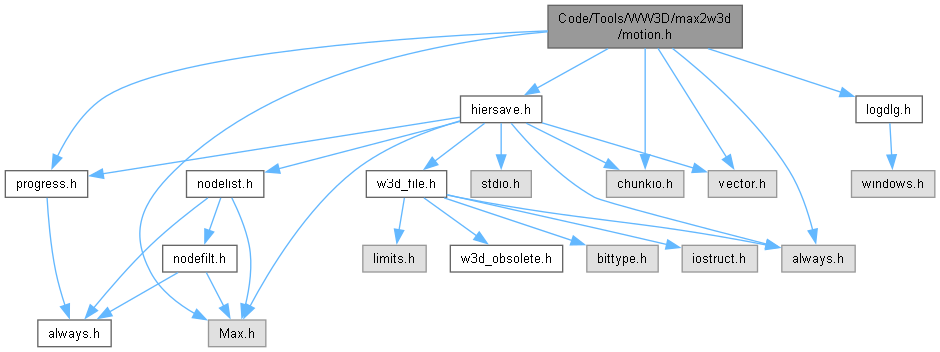 Code/Tools/WW3D/max2w3d
/motion.h
hiersave.h
logdlg.h
progress.h
nodelist.h
w3d_file.h
stdio.h
chunkio.h
vector.h
windows.h
nodefilt.h
limits.h
w3d_obsolete.h
bittype.h
iostruct.h
always.h
always.h
Max.h